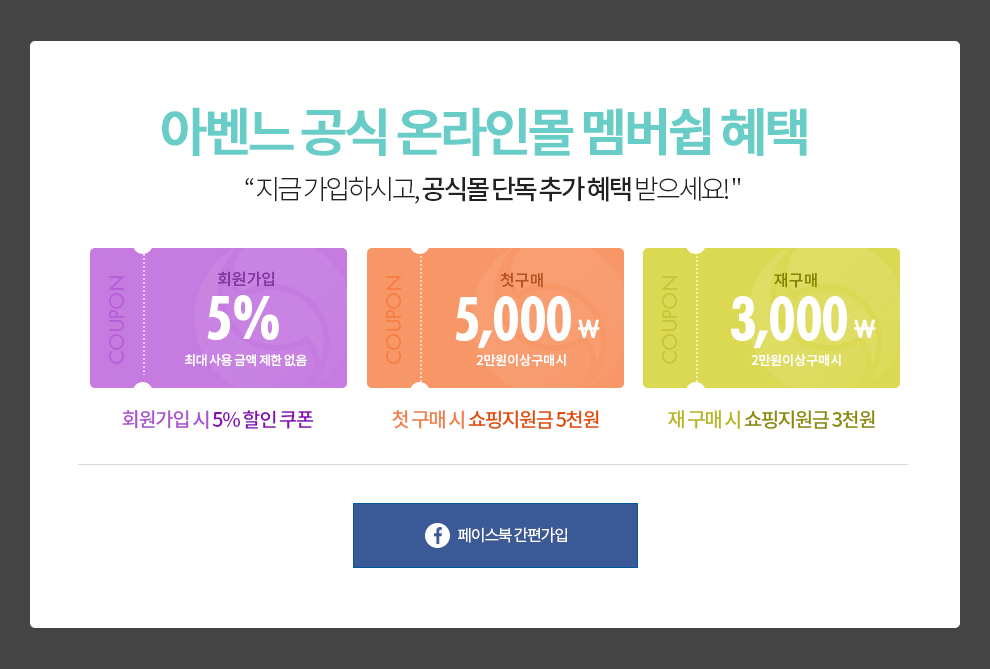 아벤느 공식 온라인몰 멤버쉽 혜택
“지금 가입하시고, 공식몰 단독 추가 혜택 받으세요!"
COUPON
회원가입
5%
최대 사용 금액 제한 없음
회원가입 시 5% 할인 쿠폰
COUPON
첫구매
5,000 ₩
2만원이상구매시
첫 구매 시 쇼핑지원금 5천원
COUPON
재구매
3,000 ₩
2만원이상구매시
재 구매 시 쇼핑지원금 3천원
페이스북 간편가입